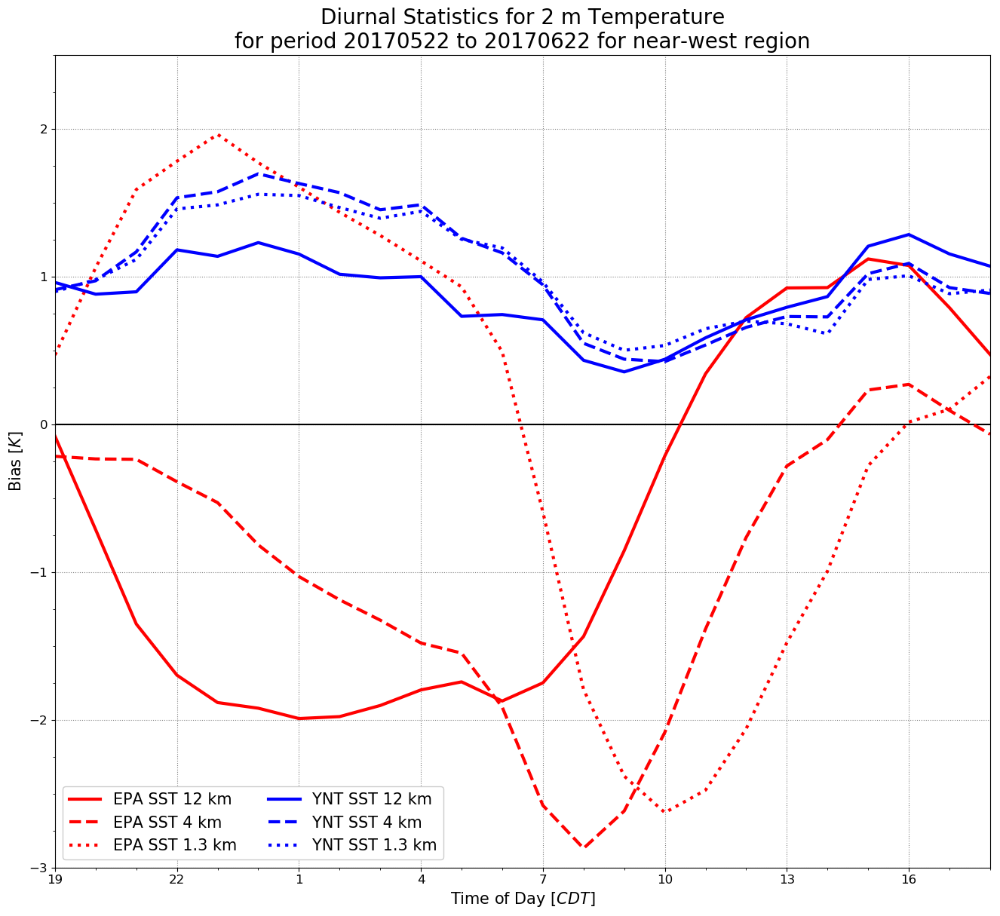 Diurnal Statistics for 2 m Temperature
for period 20170522 to 20170622 for near-west region
2
1
0
−1
−2
−3
Bias [K]
EPA SST 12 km
EPA SST 4 km
EPA SST 1.3 km
YNT SST 12 km
YNT SST 4 km
YNT SST 1.3 km
19 22 1 4 7 10 13 16
Time of Day [CDT]